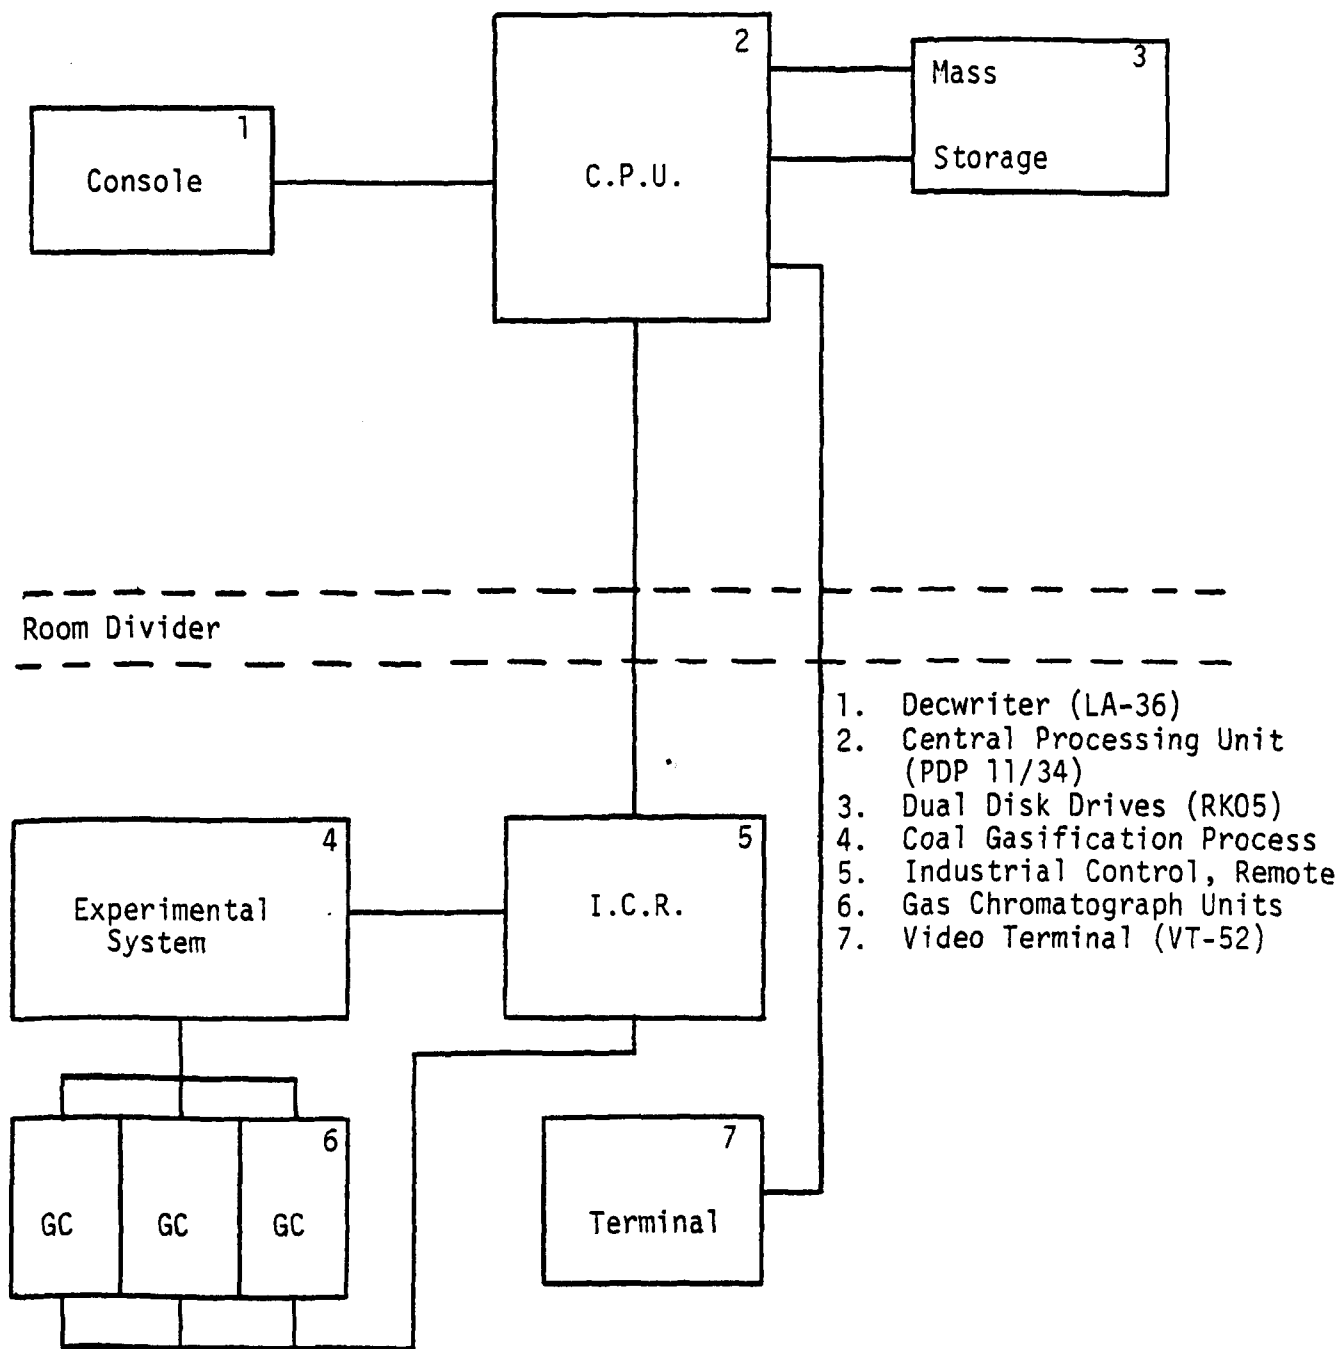 2
3
Mass
1
Console
C.P.U.
Storage
Room Divider
1. Decwriter (LA-36)
2. Central Processing Unit
(PDP 11/34)
3. Dual Disk Drives (RK05)
4. Coal Gasification Process
5. Industrial Control, Remote
6. Gas Chromatograph Units
7. Video Terminal (VT-52)
4
Experimental
System
5
I.C.R.
6
GC GC GC
7
Terminal